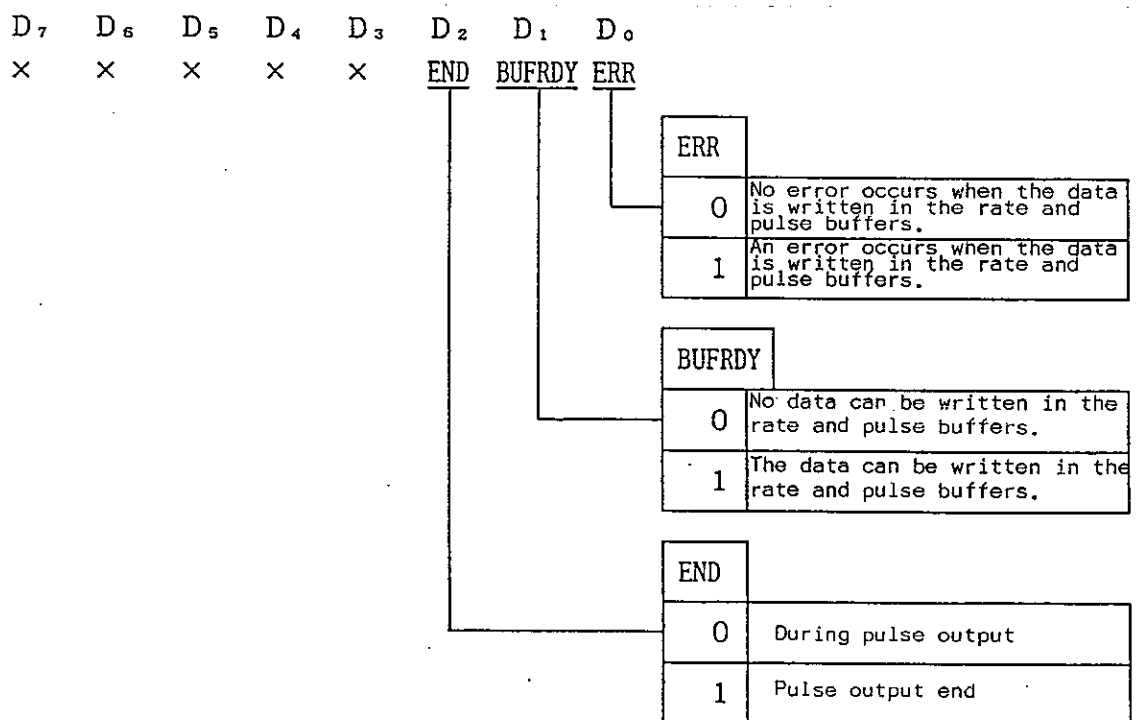 D₇ D₆ D₅ D₄ D₃ D₂ D₁ D₀
× × × × × END BUFRDY ERR
ERR
0 No error occurs when the data
is written in the rate and
pulse buffers.
1 An error occurs when the data
is written in the rate and
pulse buffers.
BUFRDY
0 No data can be written in the
rate and pulse buffers.
1 The data can be written in the
rate and pulse buffers.
END
0 During pulse output
1 Pulse output end